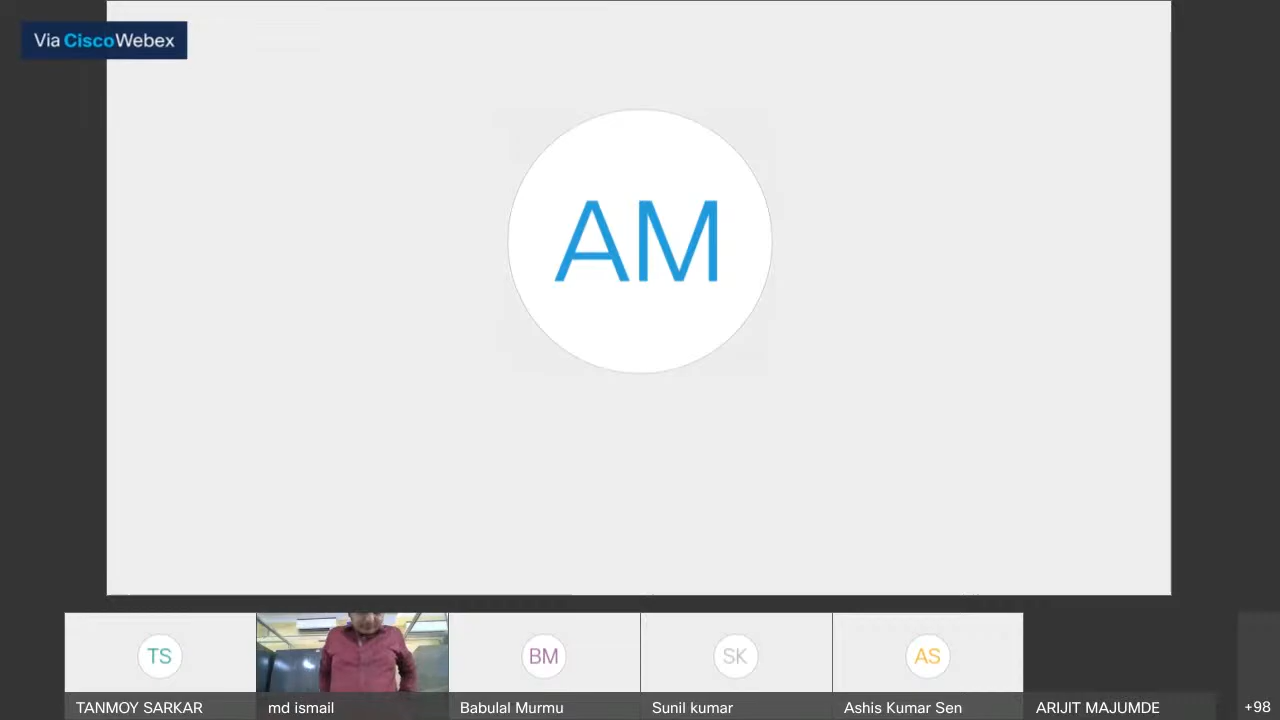 Via CiscoWebex
AM
TS
BM
SK
AS
TANMOY SARKAR
md ismail
Babulal Murmu
Sunil kumar
Ashis Kumar Sen
ARIJIT MAJUMDE
+98